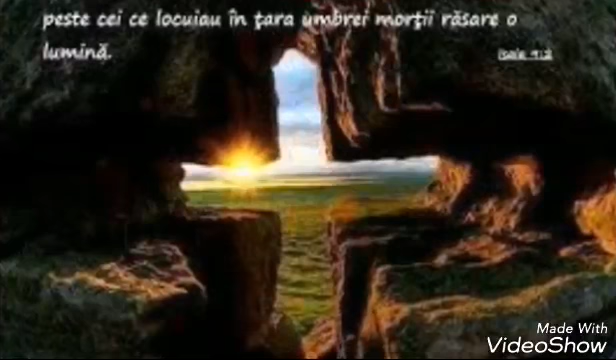 peste cei ce locuiau în ţara umbrei morţii răsare o
lumină.
Isaia 9:2
Made With
VideoShow